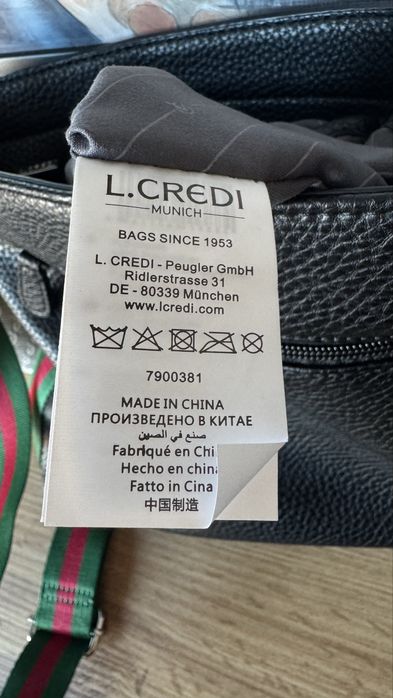 L.CREDI
MUNICH
BAGS SINCE 1953
L. CREDI - Peugler GmbH
Ridlerstrasse 31
DE - 80339 München
www.lcredi.com
7900381
MADE IN CHINA
ПРОИЗВЕДЕНО В КИТАЕ
صنع في الصين
Fabriqué en Chi
Hecho en china
Fatto in Cina
中国制造